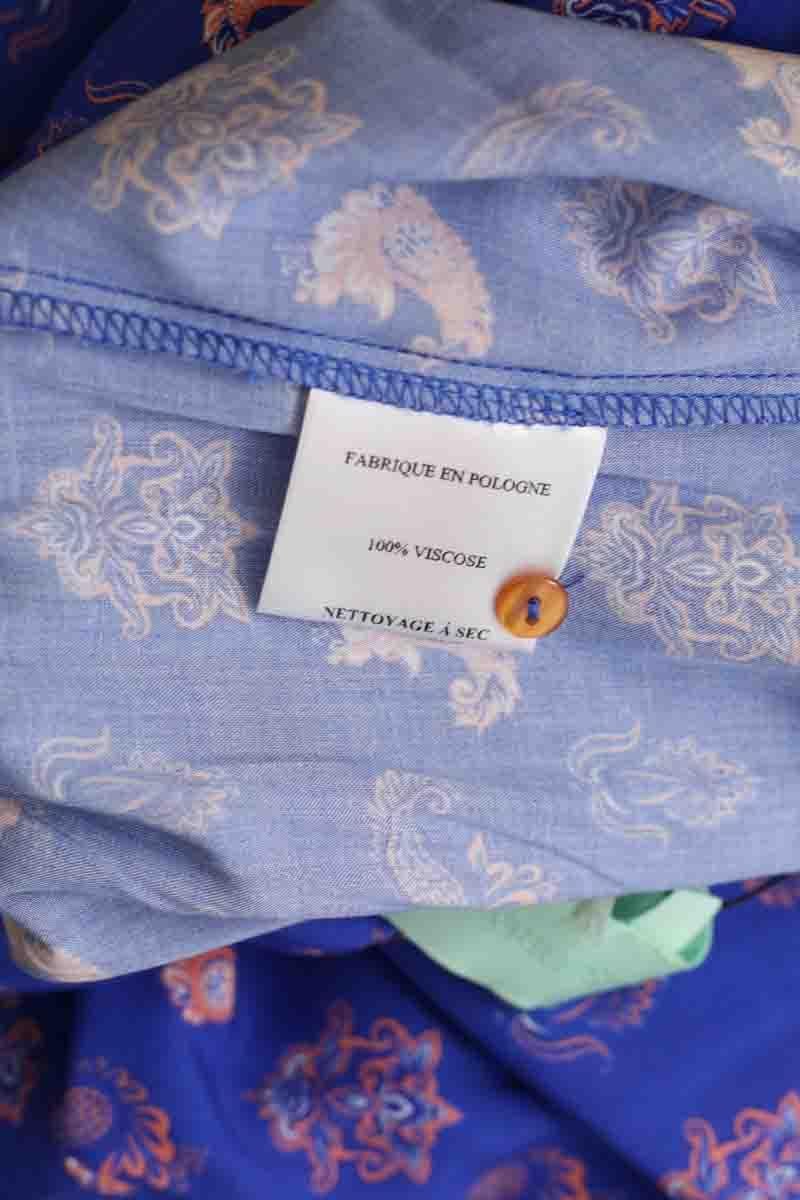 FABRIQUE EN POLOGNE
100% VISCOSE
NETTOYAGE À SEC